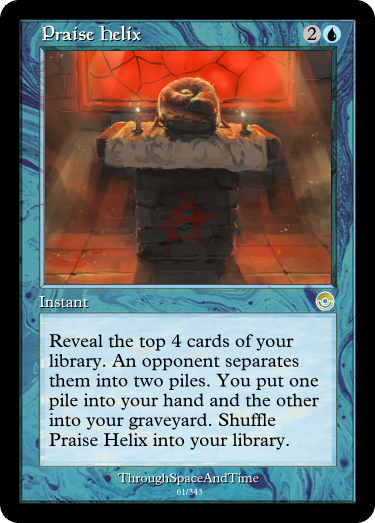 Praise Helix
2
Instant
Reveal the top 4 cards of your
library. An opponent separates
them into two piles. You put one
pile into your hand and the other
into your graveyard. Shuffle
Praise Helix into your library.
ThroughSpaceAndTime
61/343